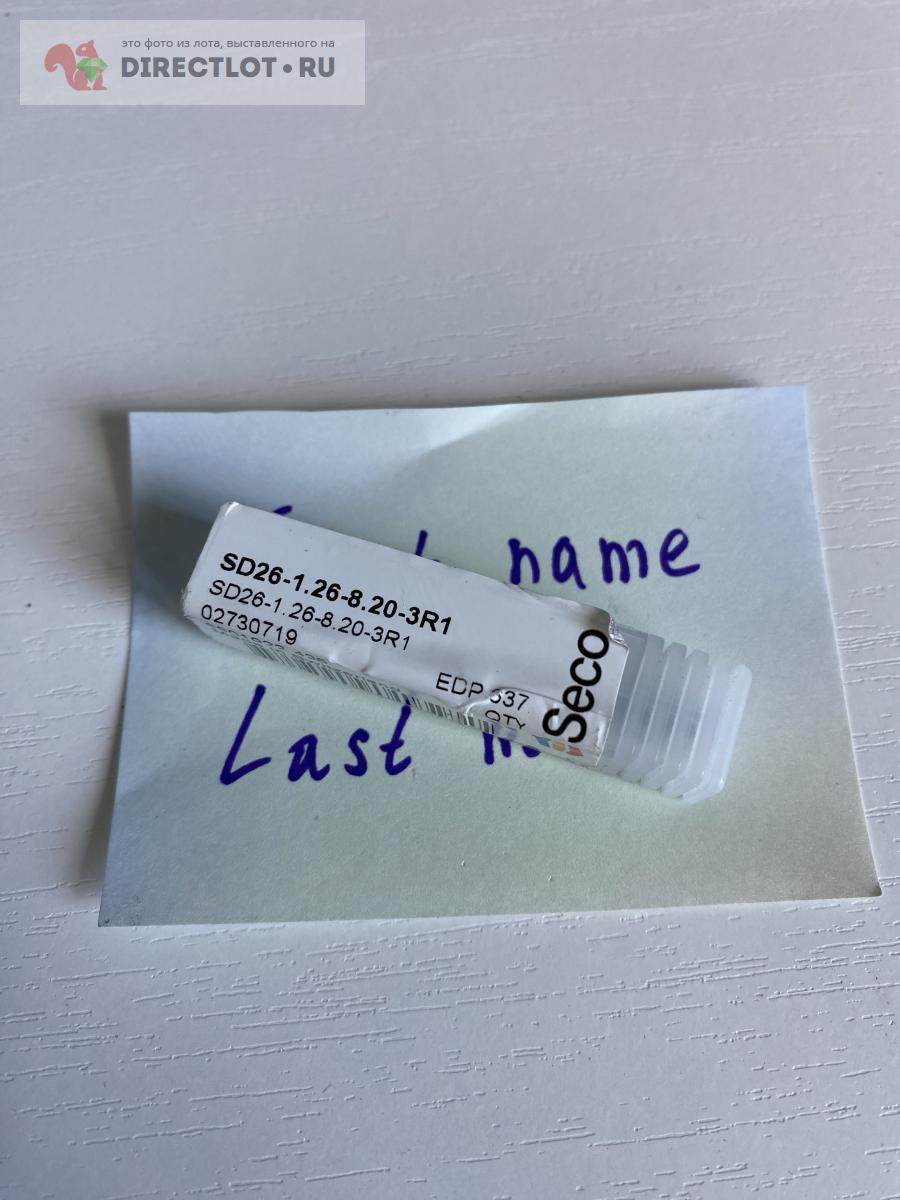 это фото из лота, выставленного на
DIRECTLOT.RU
name
SD26-1.26-8.20-3R1
SD26-1.26-8.20-3R1
02730719
EDP 337
QTY
Seco
Last